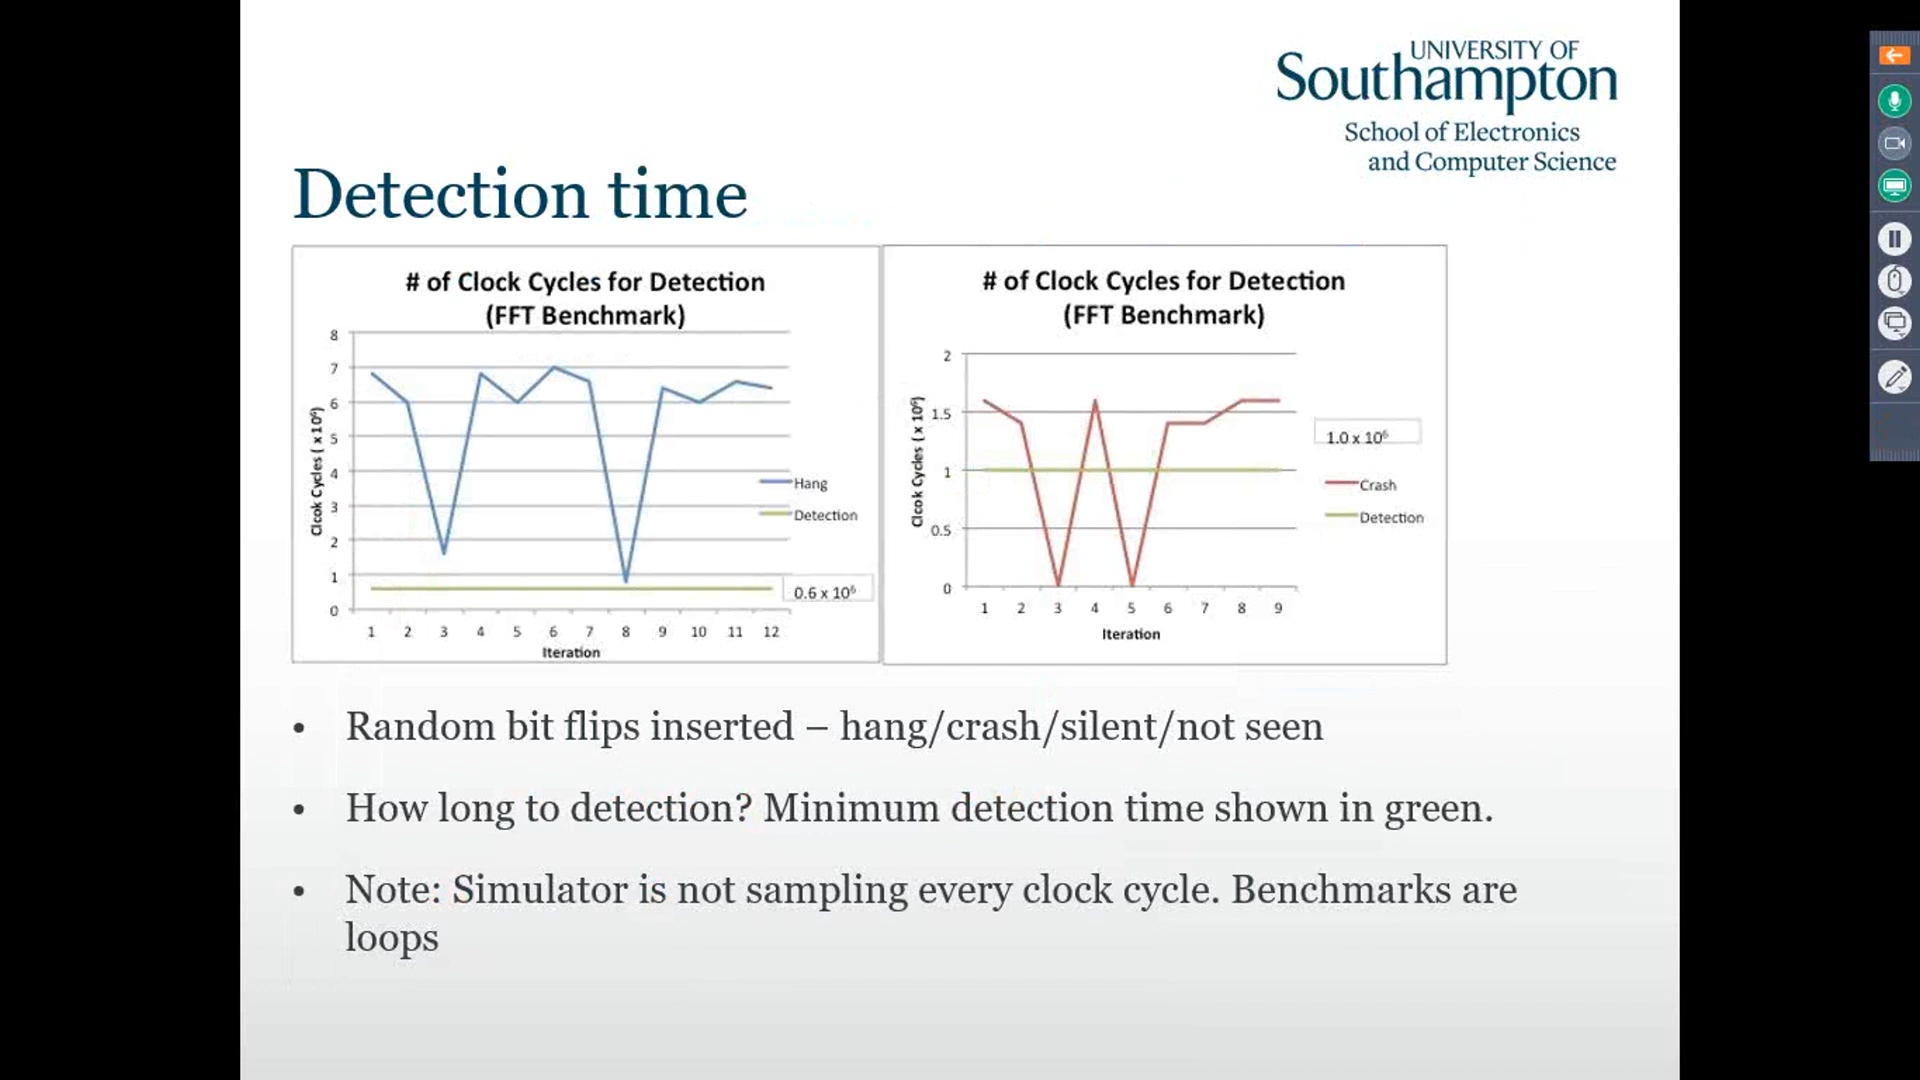 UNIVERSITY OF
Southampton
School of Electronics
and Computer Science
Detection time
# of Clock Cycles for Detection
(FFT Benchmark)
8
7
6
5
4
3
2
1
0
Clcok Cycles ( x 10⁶)
Hang
Detection
0.6 x 10⁶
1 2 3 4 5 6 7 8 9 10 11 12
Iteration
# of Clock Cycles for Detection
(FFT Benchmark)
2
1.5
1
0.5
0
Clcok Cycles ( x 10⁶)
1.0 x 10⁶
Crash
Detection
1 2 3 4 5 6 7 8 9
Iteration
• Random bit flips inserted – hang/crash/silent/not seen
• How long to detection? Minimum detection time shown in green.
• Note: Simulator is not sampling every clock cycle. Benchmarks are
loops